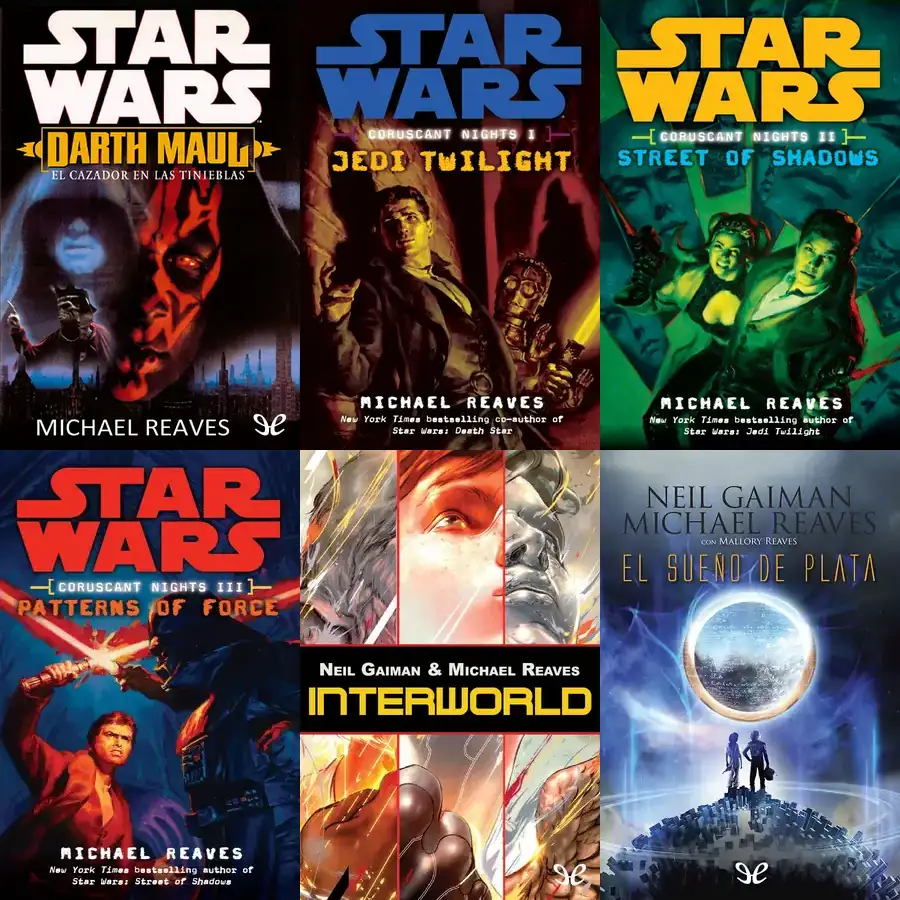 STAR
WARS
DARTH MAUL
EL CAZADOR EN LAS TINIEBLAS
MICHAEL REAVES
STAR
WARS
CORUSCANT NIGHTS I
JEDI TWILIGHT
MICHAEL REAVES
New York Times bestselling co-author of
Star Wars: Death Star
STAR
WARS
CORUSCANT NIGHTS II
STREET OF SHADOWS
MICHAEL REAVES
New York Times bestselling author of
Star Wars: Jedi Twilight
STAR
WARS
CORUSCANT NIGHTS III
PATTERNS OF FORCE
MICHAEL REAVES
New York Times bestselling author of
Star Wars: Street of Shadows
NEIL GAIMAN & MICHAEL REAVES
INTERWORLD
NEIL GAIMAN
MICHAEL REAVES
CON MALLORY REAVES
EL SUEÑO DE PLATA